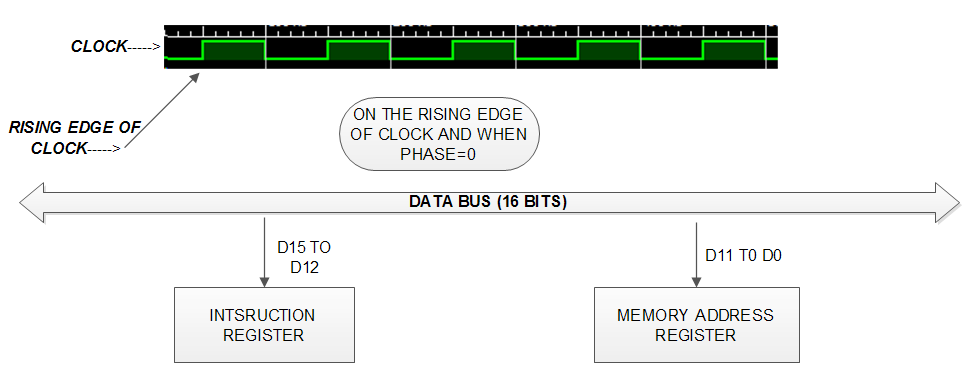 CLOCK----->
RISING EDGE OF
CLOCK----->
ON THE RISING EDGE
OF CLOCK AND WHEN
PHASE=0
DATA BUS (16 BITS)
D15 TO
D12
D11 T0 D0
INTSRUCTION
REGISTER
MEMORY ADDRESS
REGISTER